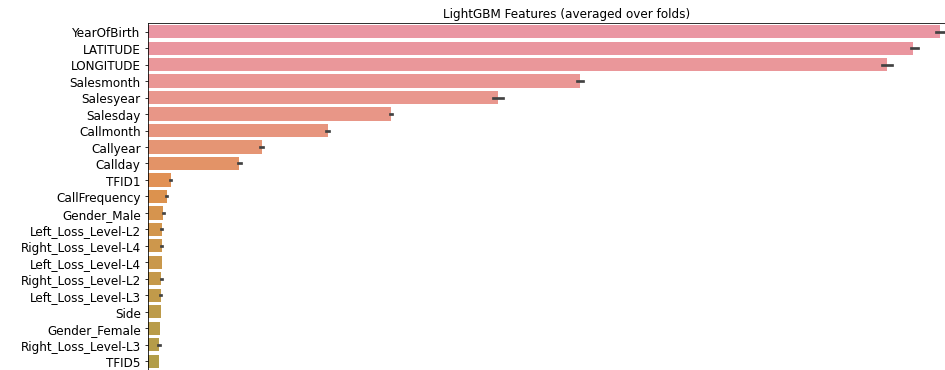 LightGBM Features (averaged over folds)
YearOfBirth
LATITUDE
LONGITUDE
Salesmonth
Salesyear
Salesday
Callmonth
Callyear
Callday
TFID1
CallFrequency
Gender_Male
Left_Loss_Level-L2
Right_Loss_Level-L4
Left_Loss_Level-L4
Right_Loss_Level-L2
Left_Loss_Level-L3
Side
Gender_Female
Right_Loss_Level-L3
TFID5